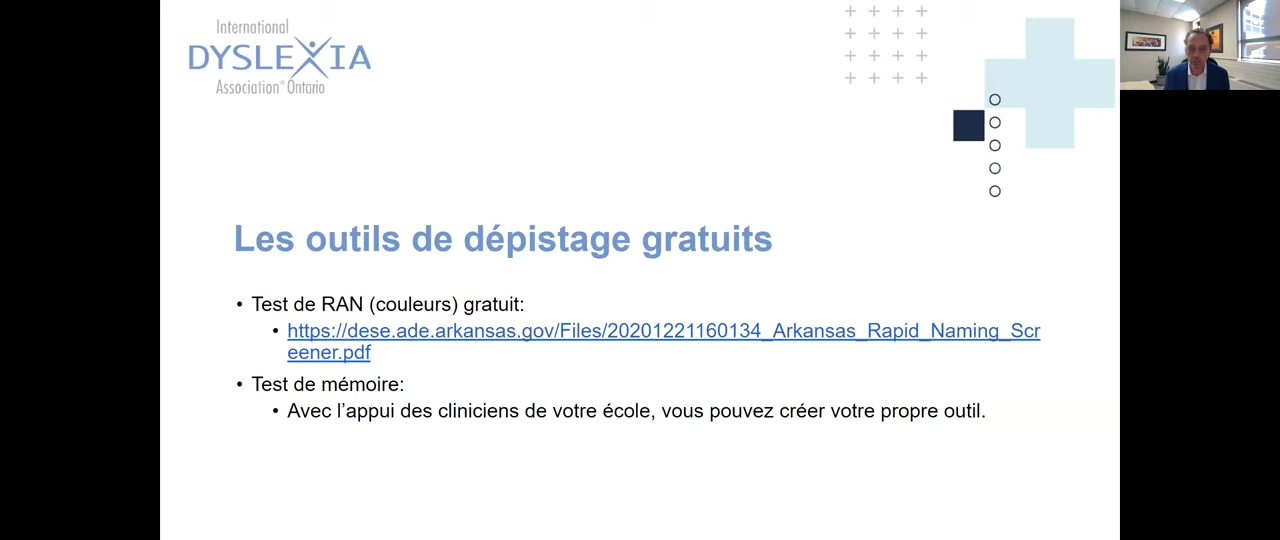 International
DYSLEXIA
Association® Ontario
Les outils de dépistage gratuits
• Test de RAN (couleurs) gratuit:
• https://dese.ade.arkansas.gov/Files/20201221160134_Arkansas_Rapid_Naming_Scr
eener.pdf
• Test de mémoire:
• Avec l’appui des cliniciens de votre école, vous pouvez créer votre propre outil.